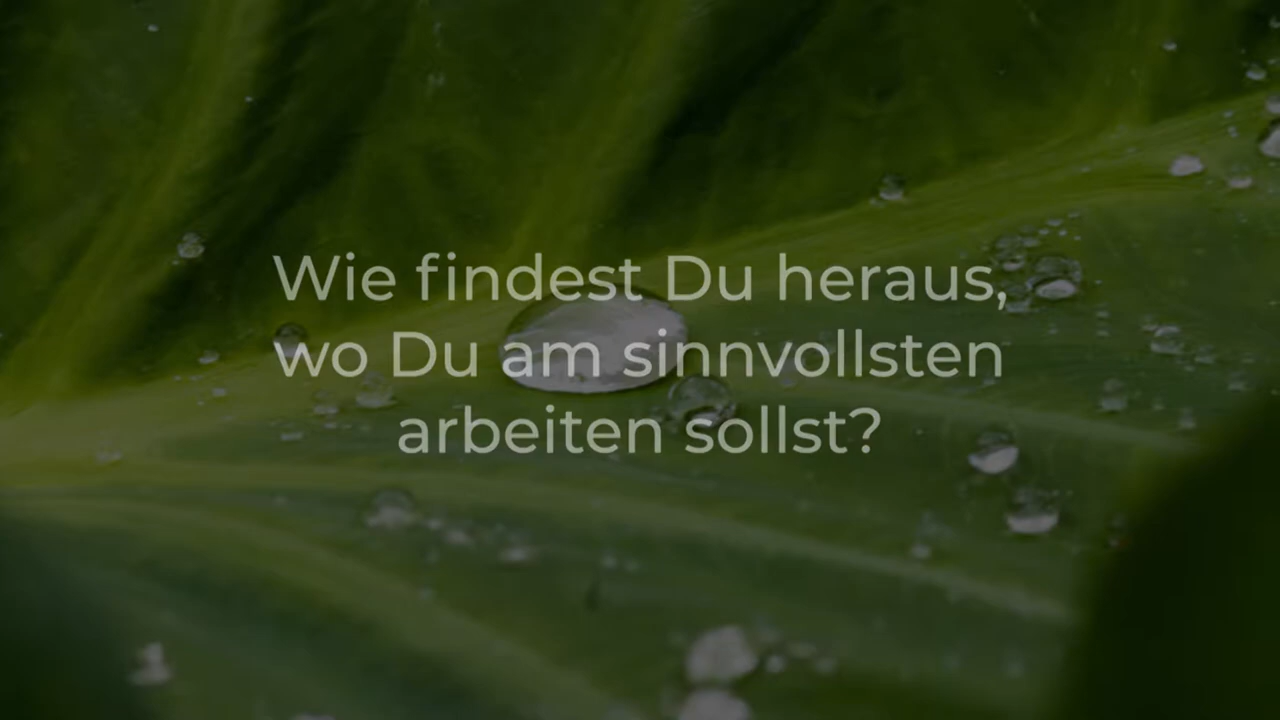 Wie findest Du heraus,
wo Du am sinnvollsten
arbeiten sollst?